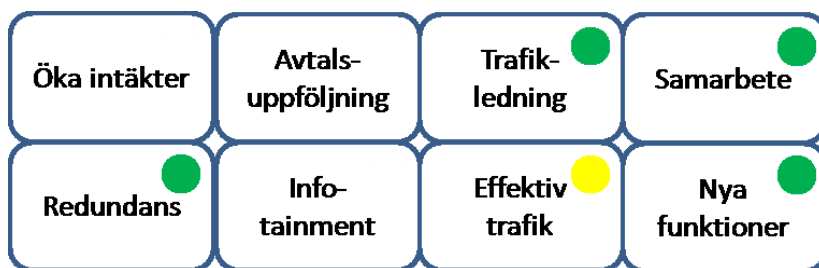 Öka intäkter
Avtals-
uppföljning
Trafik-
ledning
Samarbete
Redundans
Info-
tainment
Effektiv
trafik
Nya
funktioner